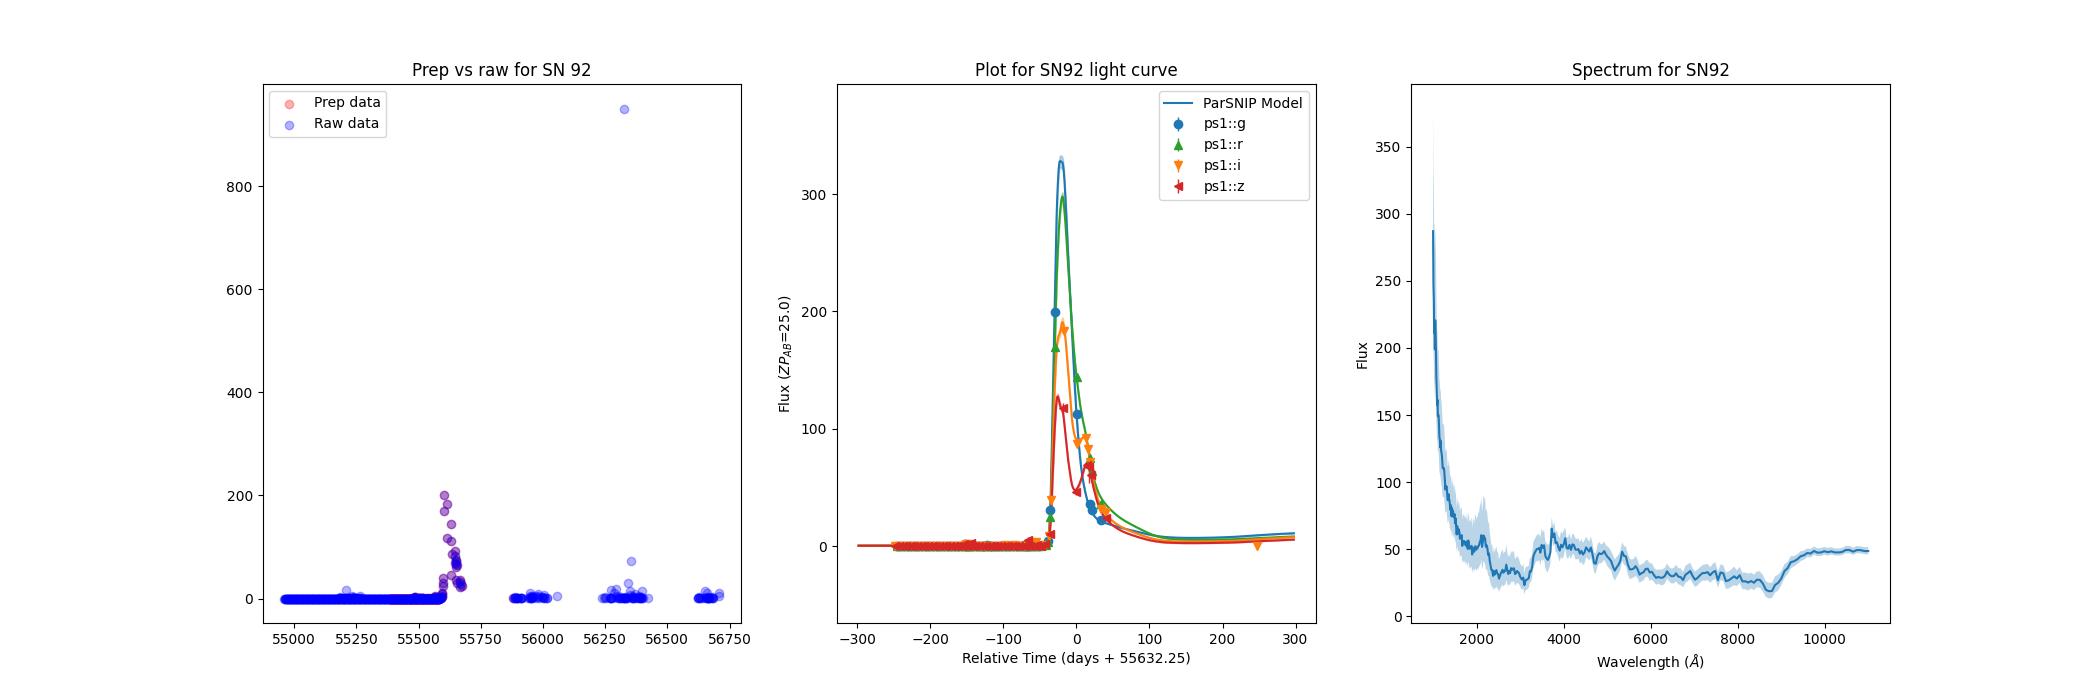 Prep vs raw for SN 92
Prep data
Raw data
800
600
400
200
0
55000 55250 55500 55750 56000 56250 56500 56750
Plot for SN92 light curve
ParSNIP Model
ps1::g
ps1::r
ps1::i
ps1::z
Flux (ZP_AB=25.0)
300
200
100
0
−300 −200 −100 0 100 200 300
Relative Time (days + 55632.25)
Spectrum for SN92
Flux
350
300
250
200
150
100
50
0
2000 4000 6000 8000 10000
Wavelength (Å)